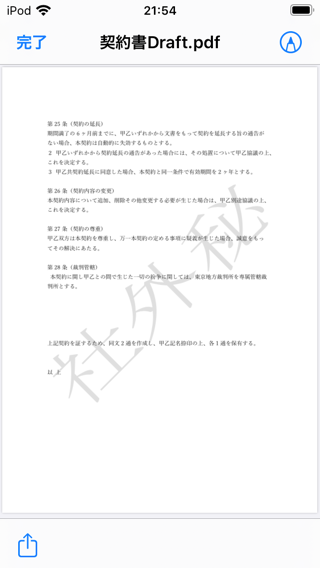 iPod 21:54
完了 契約書Draft.pdf
第 25 条（契約の延長）
期間満了の 6 ヶ月前までに、甲乙いずれかから文書をもって契約を延長する旨の通告が
ない場合、本契約は自動的に失効するものとする。
2 甲乙いずれかから契約延長の通告があった場合には、その処置について甲乙協議の上、
これを決定する。
3 甲乙共契約延長に同意した場合、本契約と同一条件で有効期間を 2 ヶ年とする。
第 26 条（契約内容の変更）
本契約内容について追加、削除その他変更する必要が生じた場合は、甲乙別途協議の上、
これを決定する。
第 27 条（契約の尊重）
甲乙双方は本契約を尊重し、万一本契約の定める事項に疑義が生じた場合、誠意をもっ
てその解決にあたる。
第 28 条（裁判管轄）
本契約に関し甲乙との間で生じた一切の紛争に関しては、東京地方裁判所を専属管轄裁
判所とする。
上記契約を証するため、同文 2 通を作成し、甲乙記名捺印の上、各 1 通を保有する。
以 上
社外秘